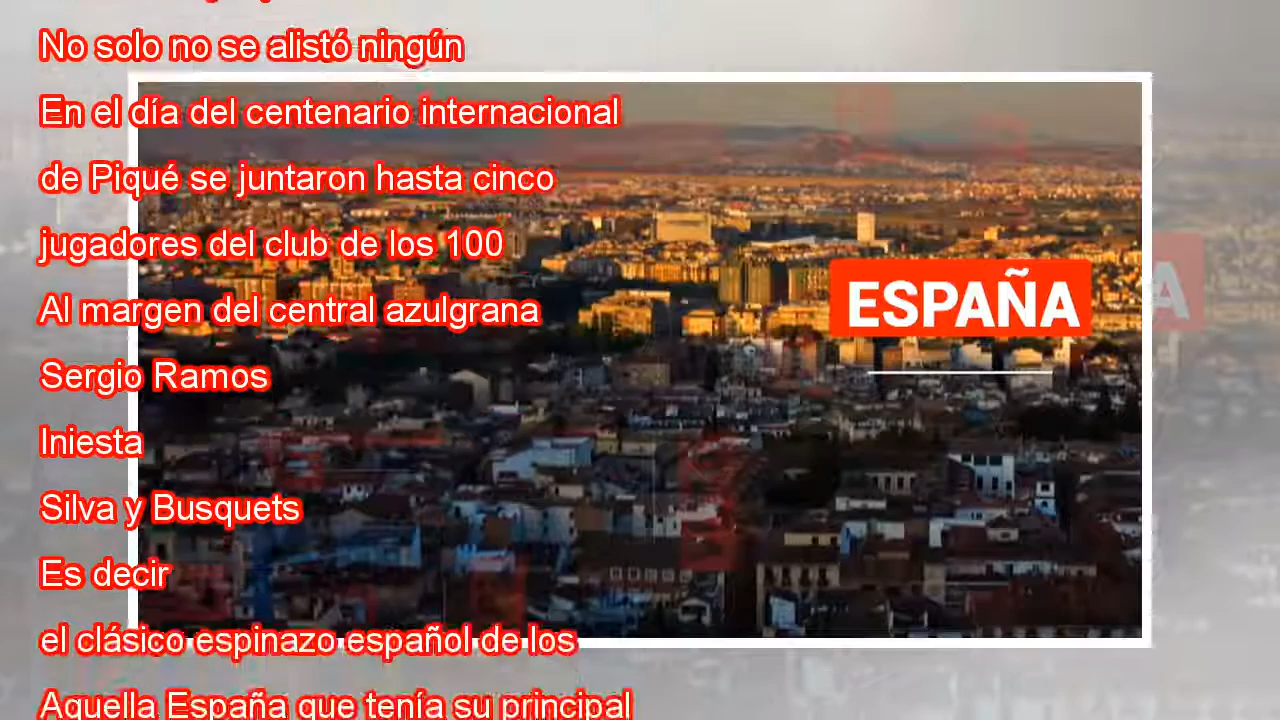 No solo no se alistó ningún
En el día del centenario internacional
de Piqué se juntaron hasta cinco
jugadores del club de los 100
Al margen del central azulgrana
Sergio Ramos
Iniesta
Silva y Busquets
Es decir
el clásico espinazo español de los
Aquella España que tenía su principal
ESPAÑA
A